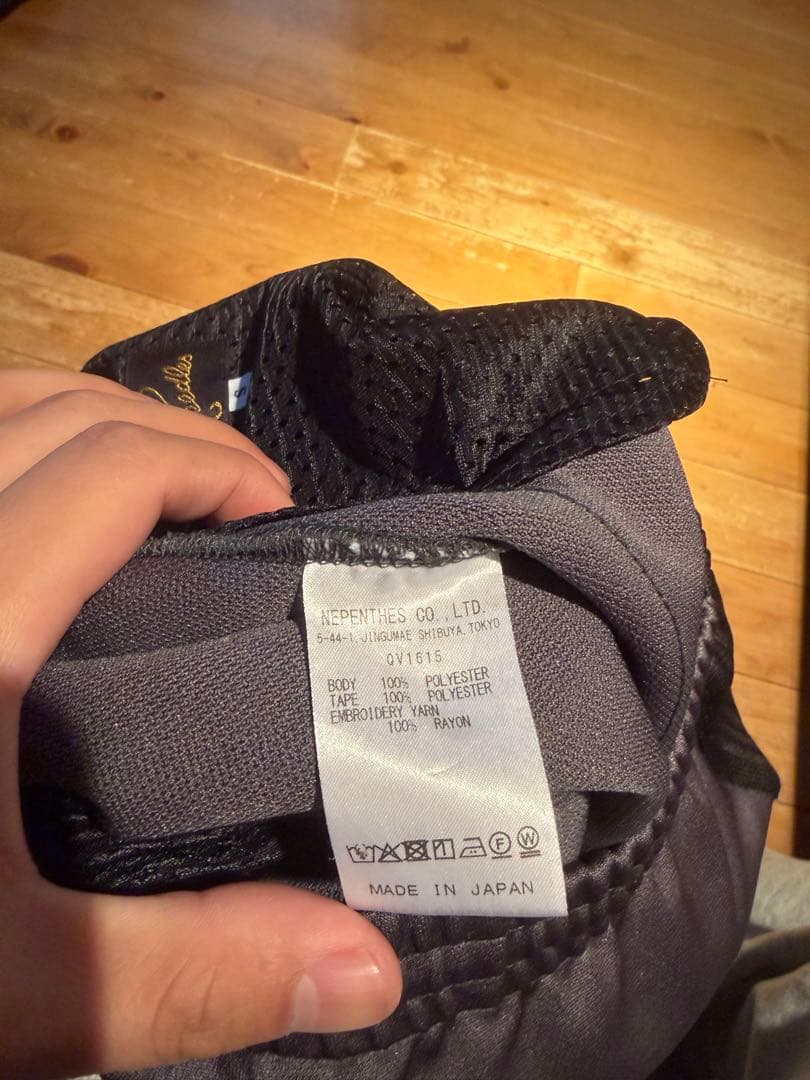 Needles
S
NEPENTHES CO., LTD.
5-44-1, JINGUMAE SHIBUYA, TOKYO
QV1615
BODY 100% POLYESTER
TAPE 100% POLYESTER
EMBROIDERY YARN
100% RAYON
MADE IN JAPAN